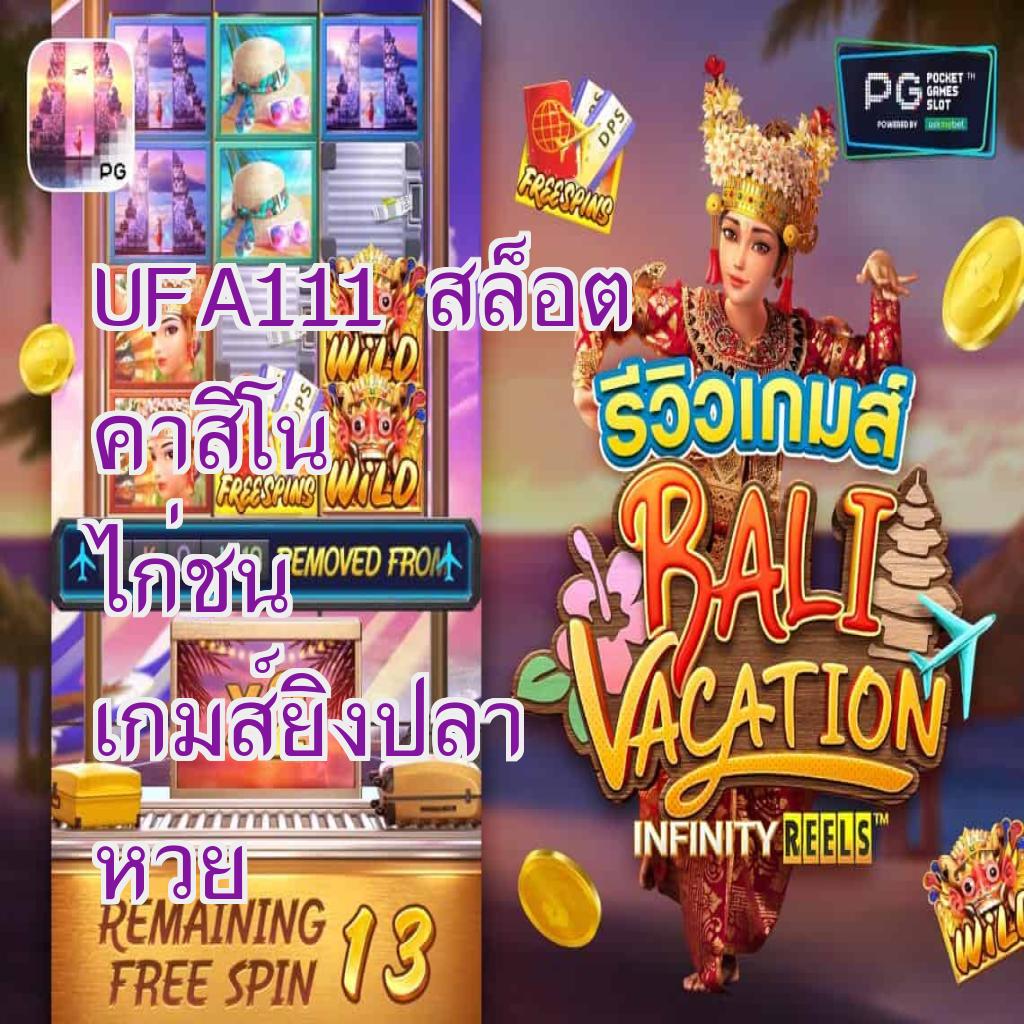 PG
PG POCKET GAMES SLOT™
POWERED BY askmebet
DPS
FREESPINS
UFA111 สล็อต
WILD
คาสิโน
FREESPINS WILD
ไก่ชน
REMOVED FROM
เกมส์ยิงปลา
หวย
REMAINING
FREE SPIN 13
รีวิวเกมส์
BALI
VACATION
INFINITY REELS™
WILD